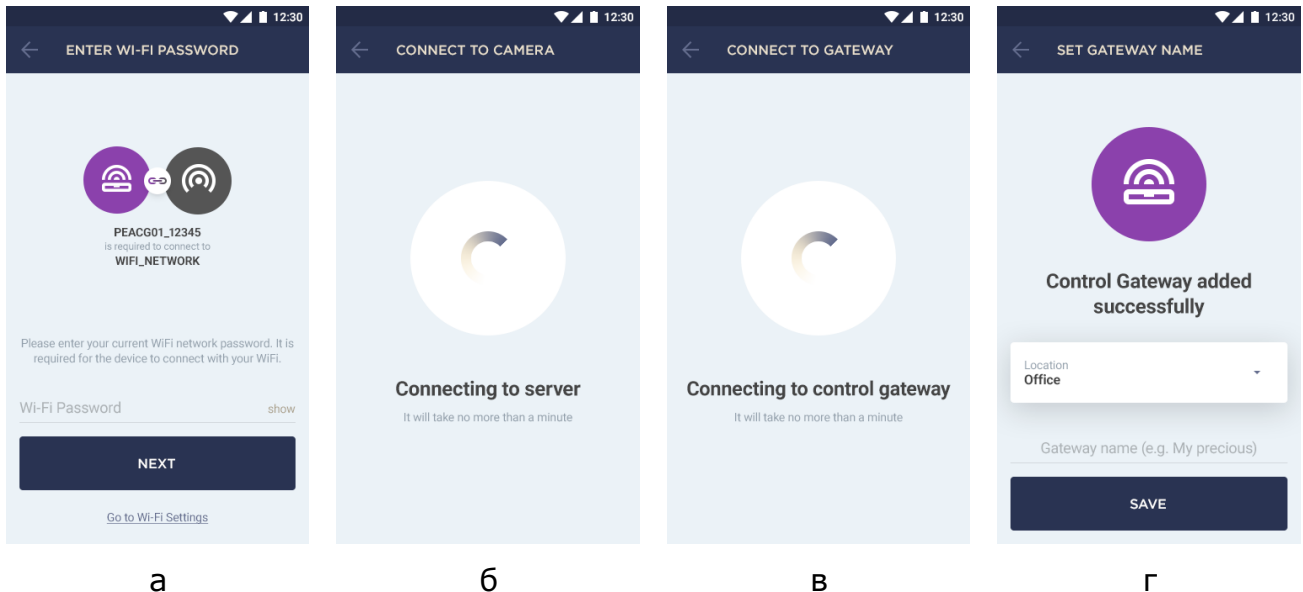 12:30
ENTER WI-FI PASSWORD
PEACG01_12345
is required to connect to
WIFI_NETWORK
Please enter your current WiFi network password. It is
required for the device to connect with your WiFi.
Wi-Fi Password
show
NEXT
Go to Wi-Fi Settings
а
12:30
CONNECT TO CAMERA
Connecting to server
It will take no more than a minute
б
12:30
CONNECT TO GATEWAY
Connecting to control gateway
It will take no more than a minute
в
12:30
SET GATEWAY NAME
Control Gateway added
successfully
Location
Office
Gateway name (e.g. My precious)
SAVE
г